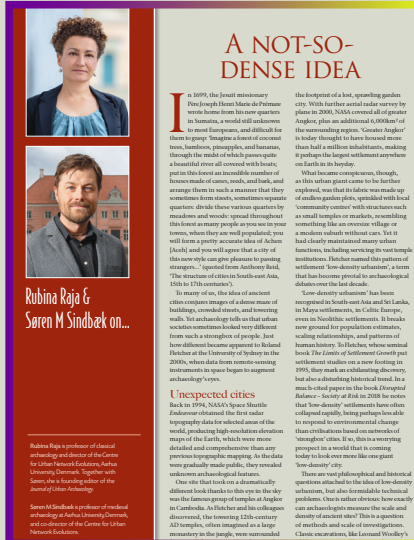 A NOT-SO-
DENSE IDEA
In 1699, the Jesuit missionary
Père Joseph Henri Marie de Prémare
wrote home from his new quarters
in Sumatra, a world still unknown
to most Europeans, and difficult for
them to grasp: ‘Imagine a forest of coconut
trees, bamboos, pineapples, and bananas,
through the midst of which passes quite
a beautiful river all covered with boats;
put in this forest an incredible number of
houses made of canes, reeds, and bark, and
arrange them in such a manner that they
sometimes form streets, sometimes separate
quarters: divide these various quarters by
meadows and woods: spread throughout
this forest as many people as you see in your
towns, when they are well populated; you
will form a pretty accurate idea of Achen
[Aceh] and you will agree that a city of
this new style can give pleasure to passing
strangers...’ (quoted from Anthony Reid,
‘The structure of cities in South-east Asia,
15th to 17th centuries’).
To many of us, the idea of ancient
cities conjures images of a dense maze of
buildings, crowded streets, and towering
walls. Yet archaeology tells us that urban
societies sometimes looked very different
from such a stronghos of people. Just
how different became apparent to Roland
Fletcher at the University of Sydney in the
2000s, when data from remote-sensing
instruments in space began to augment
archaeology's eyes.
Unexpected cities
Back in 1994, NASA's Space Shuttle
Endeavour obtained the first radar
topography data for selected areas of the
world, producing high-resolution elevation
maps of the Earth, which were more
detailed and comprehensive than any
previous topographic mapping. As the data
were gradually made public, they revealed
unknown archaeological features.
One site that took on a dramatically
different look thanks to this eye in the sky
was the famous group of temples at Angkor
in Cambodia. As Fletcher and his colleagues
discovered, the towering 12th-century
AD temples, often imagined as a large
monastery in the jungle, were surrounded
the footprint of a lost, sprawling garden
city. With further aerial radar survey by
plane in 2000, NASA covered all of greater
Angkor, plus an additional 6,000km² of
the surrounding region. ‘Greater Angkor’
is today thought to have housed more
than half a million inhabitants, making
it perhaps the largest settlement anywhere
on Earth in its heyday.
What became conspicuous, though,
as this urban giant came to be further
explored, was that its fabric was made up
of endless garden plots, sprinkled with local
‘community centres’ with structures such
as small temples or markets, resembling
something like an oversize village or
a modern suburb without cars. Yet it
had clearly maintained many urban
functions, including servicing vast temple
institutions. Fletcher named this pattern of
settlement ‘low-density urbanism’, a term
that has become pivotal to archaeological
debates over the last decade.
‘Low-density urbanism’ has been
recognised in South-east Asia and Sri Lanka,
in Maya settlements, in Celtic Europe,
even in Neolithic settlements. It breaks
new ground for population estimates,
scaling relationships, and patterns of
human history. To Fletcher, whose seminal
book The Limits of Settlement Growth put
settlement studies on a new footing in
1995, they mark an exhilarating discovery,
but also a disturbing historical trend. In a
much-cited paper in the book Disrupted
Balance – Society at Risk in 2018 he notes
that ‘low-density’ settlements have often
collapsed rapidly, being perhaps less able
to respond to environmental change
than civilisations based on networks of
‘strongbox’ cities. If so, this is a worrying
prospect in a world that is coming
today to look ever more like one giant
‘low-density’ city.
There are vast philosophical and historical
questions attached to the idea of low-density
urbanism, but also formidable technical
problems. One is rather obvious: how exactly
can archaeologists measure the scale and
density of ancient sites? This is a question
of methods and scale of investigation.
Classic excavations, like Leonard Woolley's
Rubina Raja &
Søren M Sindbæk on...
Rubina Raja is professor of classical
archaeology and director of the Centre
for Urban Network Evolutions, Aarhus
University, Denmark. Together with
Søren, she is founding editor of the
Journal of Urban Archaeology.
Søren M Sindbæk is professor of medieval
archaeology at Aarhus University, Denmark,
and co-director of the Centre for Urban
Network Evolutions.